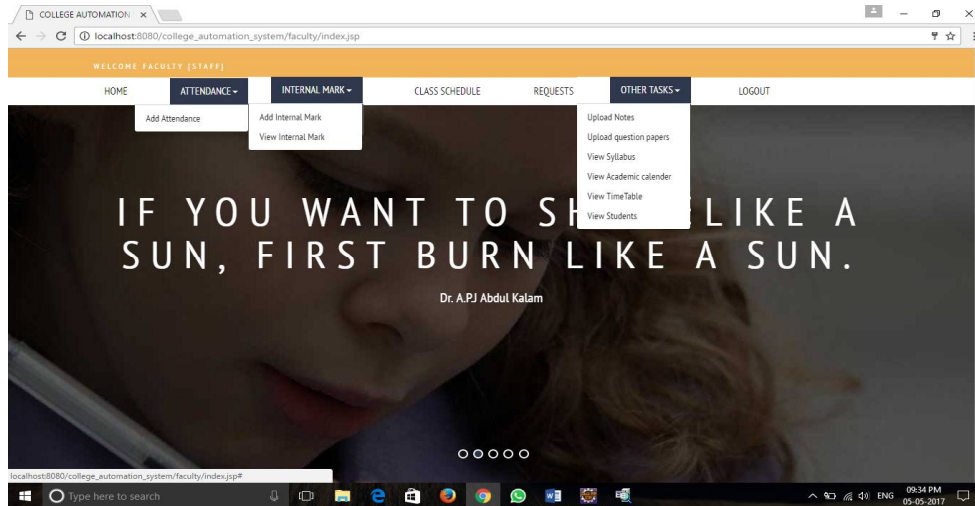 COLLEGE AUTOMATION
localhost:8080/college_automation_system/faculty/index.jsp
WELCOME FACULTY [STAFF]
HOME ATTENDANCE INTERNAL MARK CLASS SCHEDULE REQUESTS OTHER TASKS LOGOUT
Add Attendance
Add Internal Mark
View Internal Mark
Upload Notes
Upload question papers
View Syllabus
View Academic calender
View TimeTable
View Students
IF YOU WANT TO LIKE A
SUN, FIRST BURN LIKE A SUN.
Dr. A.P.J Abdul Kalam
localhost:8080/college_automation_system/faculty/index.jsp#
Type here to search
ENG
09:34 PM
05-05-2017